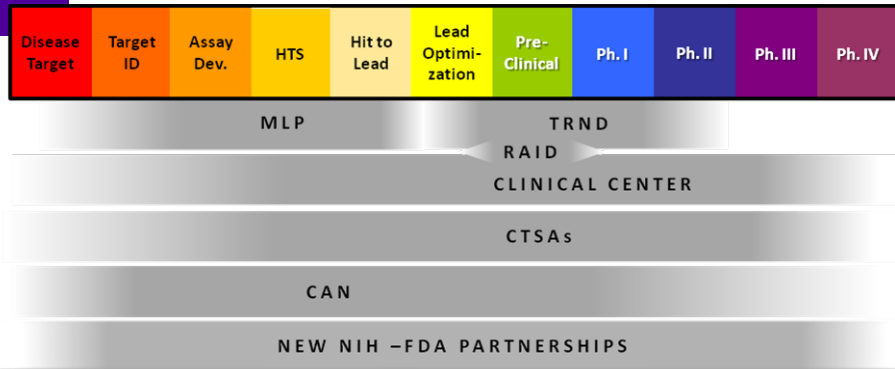 Disease
Target
Target
ID
Assay
Dev.
HTS
Hit to
Lead
Lead
Optimi-
zation
Pre-
Clinical
Ph. I
Ph. II
Ph. III
Ph. IV
MLP
TRND
RAID
CLINICAL CENTER
CTSAs
CAN
NEW NIH –FDA PARTNERSHIPS